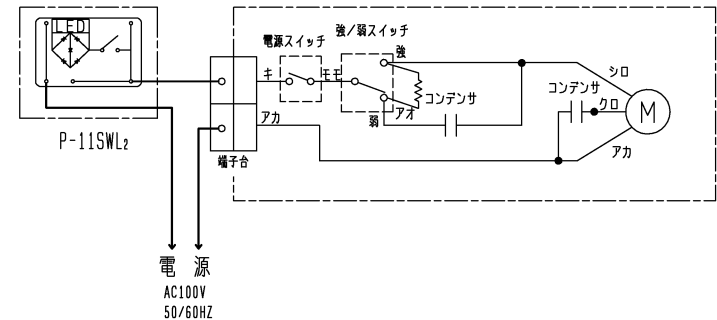 LED
電源スイッチ
強/弱スイッチ
強
シロ
キ
モモ
コンデンサ
コンデンサ
クロ
M
アオ
弱
アカ
アカ
P-11SWL2
端子台
電 源
AC100V
50/60HZ